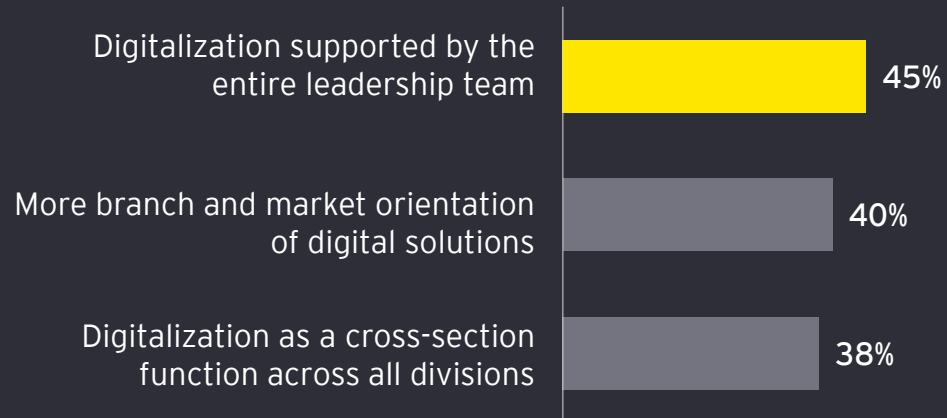 Digitalization supported by the
entire leadership team
45%
More branch and market orientation
of digital solutions
40%
Digitalization as a cross-section
function across all divisions
38%